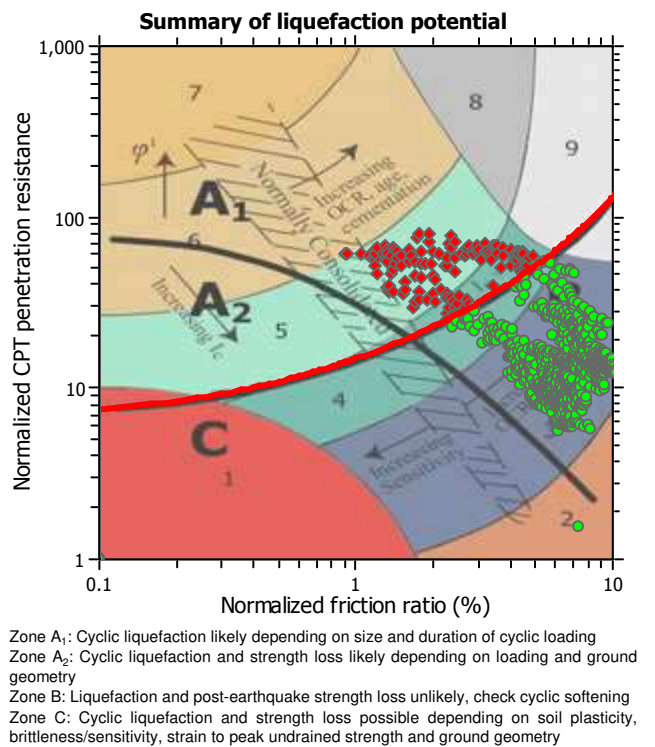 Summary of liquefaction potential
1,000
7
8
9
φ'
Increasing
OCR, age,
cementation
Normally Consolidated
A1
100
6
A2
Increasing Ic
5
10
4
C
Increasing
Sensitivity
1
2
1
0.1
1
10
Normalized CPT penetration resistance
Normalized friction ratio (%)
Zone A1: Cyclic liquefaction likely depending on size and duration of cyclic loading
Zone A2: Cyclic liquefaction and strength loss likely depending on loading and ground
geometry
Zone B: Liquefaction and post-earthquake strength loss unlikely, check cyclic softening
Zone C: Cyclic liquefaction and strength loss possible depending on soil plasticity,
brittleness/sensitivity, strain to peak undrained strength and ground geometry